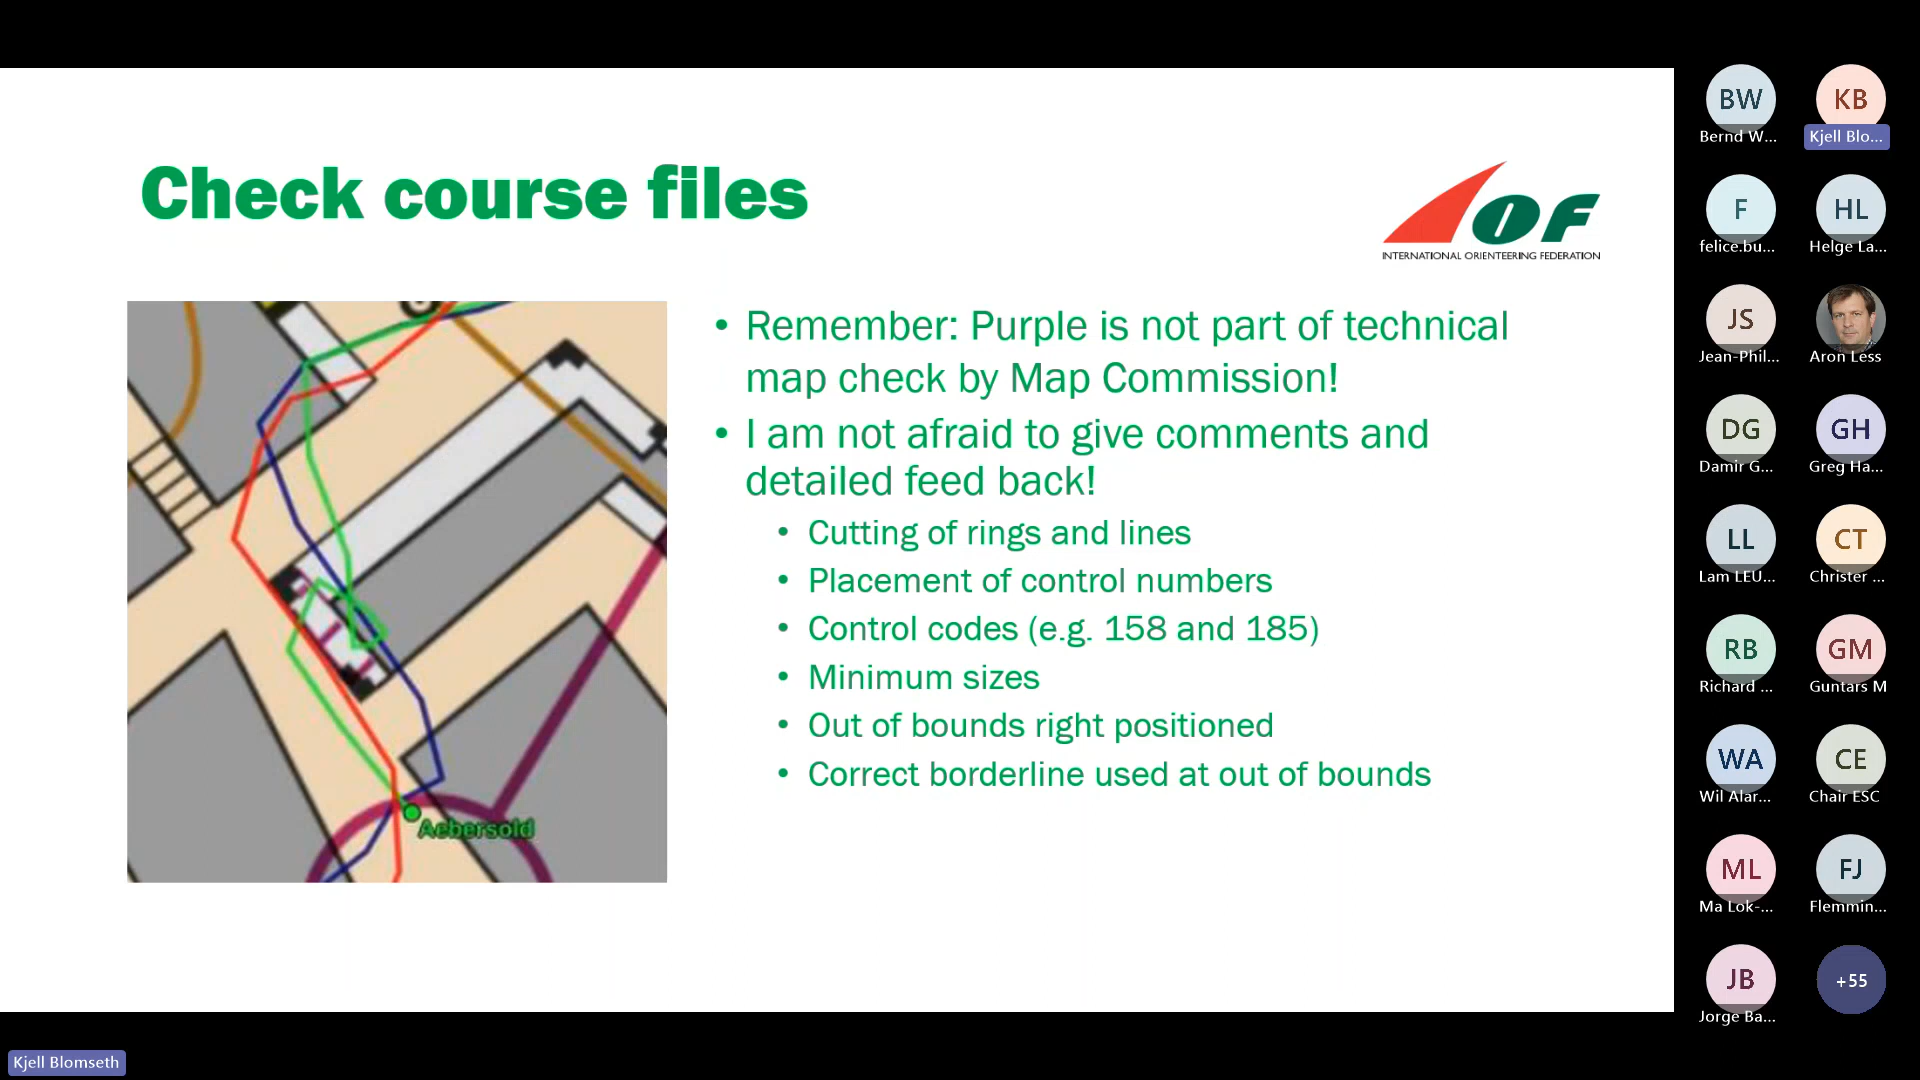 Check course files
IOF
INTERNATIONAL ORIENTEERING FEDERATION
• Remember: Purple is not part of technical
map check by Map Commission!
• I am not afraid to give comments and
detailed feed back!
• Cutting of rings and lines
• Placement of control numbers
• Control codes (e.g. 158 and 185)
• Minimum sizes
• Out of bounds right positioned
• Correct borderline used at out of bounds
Aebersold
BW
Bernd W...
KB
Kjell Blo...
F
felice.bu...
HL
Helge La...
JS
Jean-Phil...
Aron Less
DG
Damir G...
GH
Greg Ha...
LL
Lam LEU...
CT
Christer ...
RB
Richard ...
GM
Guntars M
WA
Wil Alar...
CE
Chair ESC
ML
Ma Lok-...
FJ
Flemmin...
JB
Jorge Ba...
+55
Kjell Blomseth